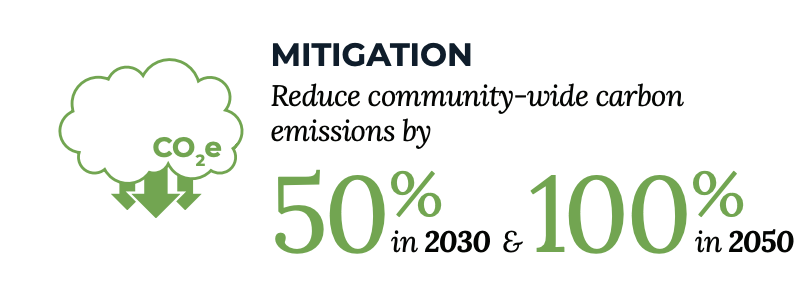 CO₂e
MITIGATION
Reduce community-wide carbon
emissions by
50% in 2030 & 100% in 2050